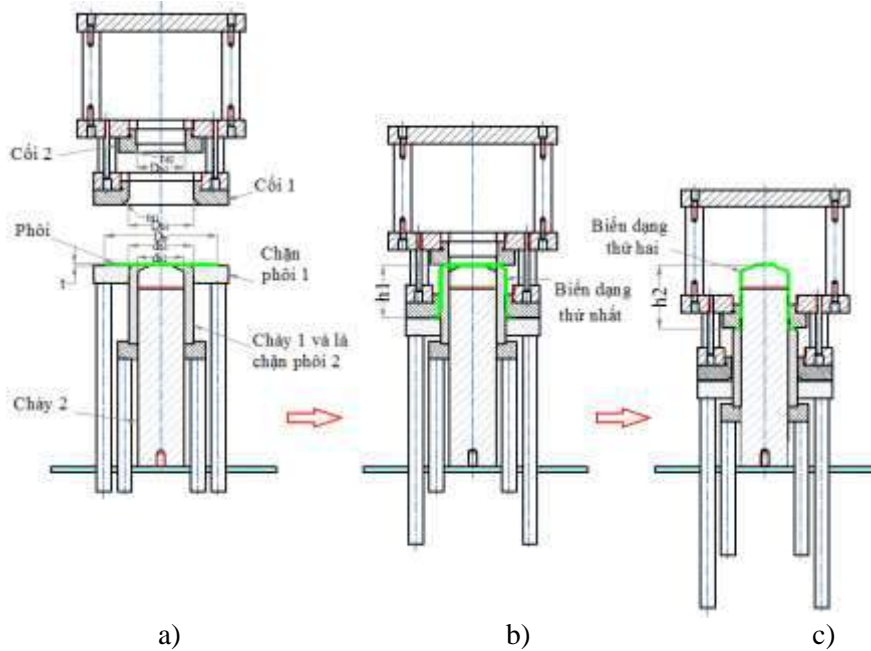 Cối 2
Cối 1
Phôi
Chặn
phôi 1
t
Chày 1 và là
chặn phôi 2
Chày 2
h1
Biến dạng
thứ nhất
Biến dạng
thứ hai
h2
a)
b)
c)